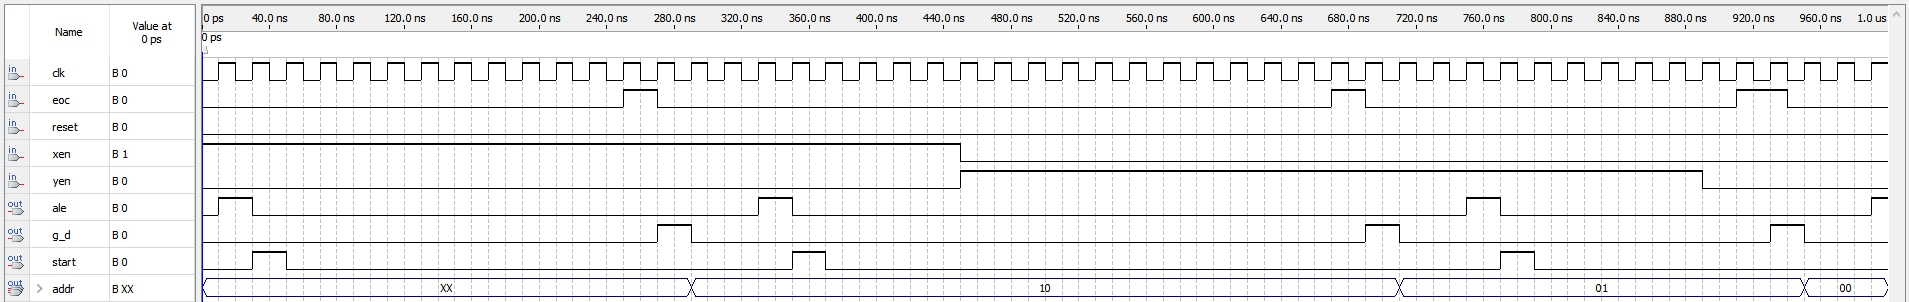 Name Value at 0 ps
0 ps 40.0 ns 80.0 ns 120.0 ns 160.0 ns 200.0 ns 240.0 ns 280.0 ns 320.0 ns 360.0 ns 400.0 ns 440.0 ns 480.0 ns 520.0 ns 560.0 ns 600.0 ns 640.0 ns 680.0 ns 720.0 ns 760.0 ns 800.0 ns 840.0 ns 880.0 ns 920.0 ns 960.0 ns 1.0 us
0 ps
in clk B 0
in eoc B 0
in reset B 0
in xen B 1
in yen B 0
out ale B 0
out g_d B 0
out start B 0
out > addr B XX XX 10 01 00